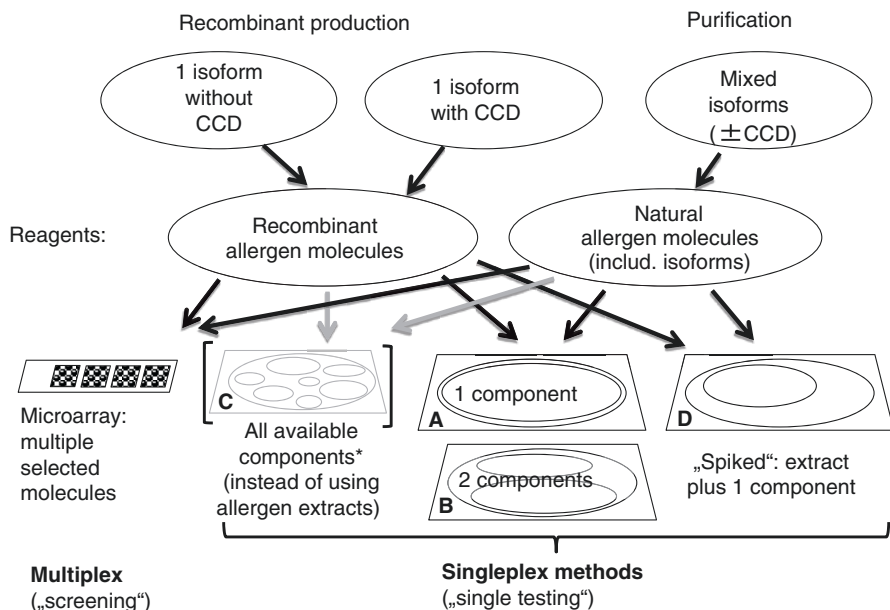 Recombinant production
Purification
1 isoform
without
CCD
1 isoform
with CCD
Mixed
isoforms
(±CCD)
Reagents:
Recombinant
allergen molecules
Natural
allergen molecules
(includ. isoforms)
Microarray:
multiple
selected
molecules
C
All available
components*
(instead of using
allergen extracts)
1 component
A
2 components
B
D
„Spiked“: extract
plus 1 component
Multiplex
(„screening“)
Singleplex methods
(„single testing“)